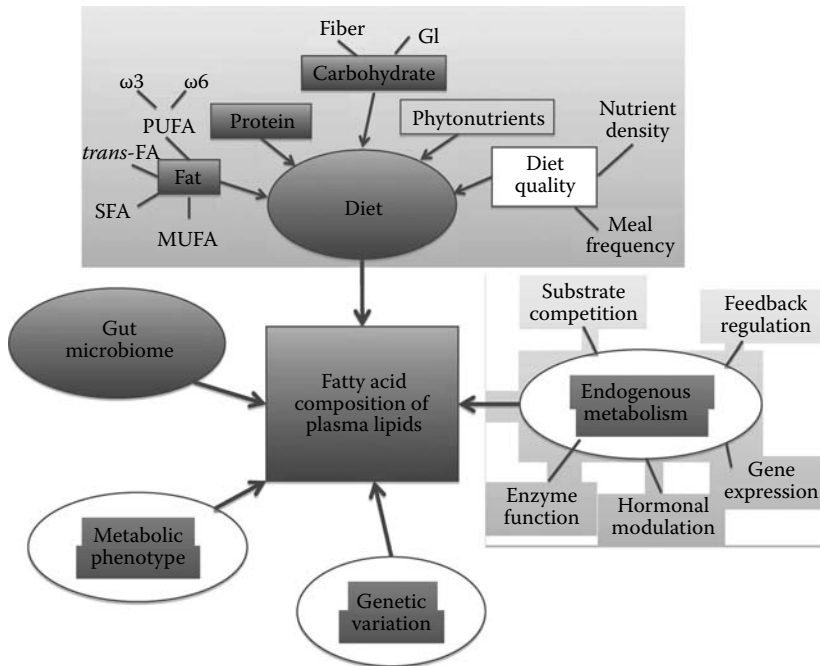 Fiber
GI
Carbohydrate
ω3
ω6
PUFA
Protein
Phytonutrients
Nutrient
density
trans-FA
Fat
Diet
quality
SFA
Diet
MUFA
Meal
frequency
Substrate
competition
Feedback
regulation
Gut
microbiome
Fatty acid
composition of
plasma lipids
Endogenous
metabolism
Gene
expression
Enzyme
function
Hormonal
modulation
Metabolic
phenotype
Genetic
variation